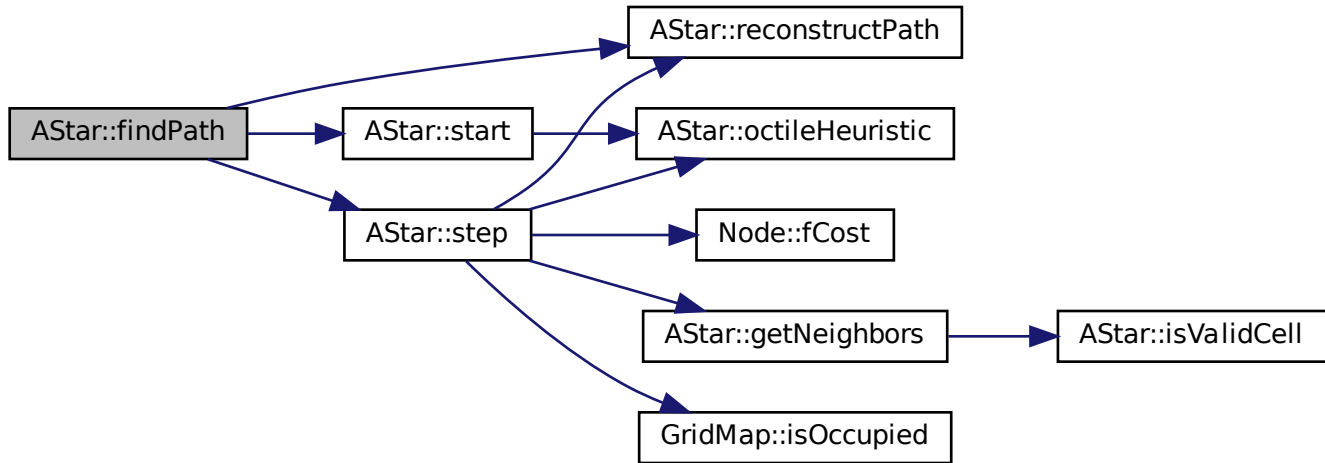 AStar::reconstructPath
AStar::findPath
AStar::start
AStar::octileHeuristic
AStar::step
Node::fCost
AStar::getNeighbors
AStar::isValidCell
GridMap::isOccupied